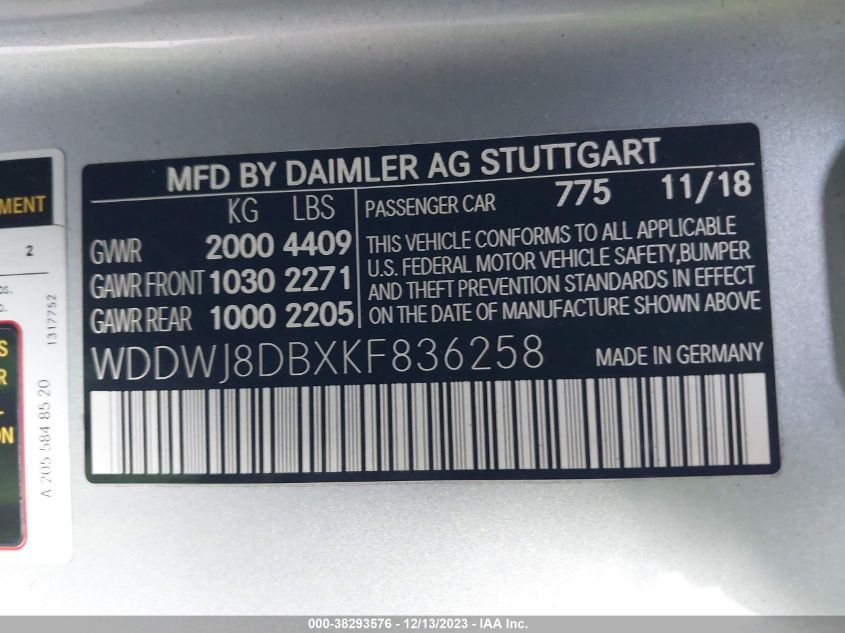 MFD BY DAIMLER AG STUTTGART
KG LBS
GVWR 2000 4409
GAWR FRONT 1030 2271
GAWR REAR 1000 2205
PASSENGER CAR 775 11/18
THIS VEHICLE CONFORMS TO ALL APPLICABLE
U.S. FEDERAL MOTOR VEHICLE SAFETY,BUMPER
AND THEFT PREVENTION STANDARDS IN EFFECT
ON THE DATE OF MANUFACTURE SHOWN ABOVE
WDDWJ8DBXKF836258 MADE IN GERMANY
MENT
2
1317752
A 205 584 85 20
ON
000-38293576 - 12/13/2023 - IAA Inc.